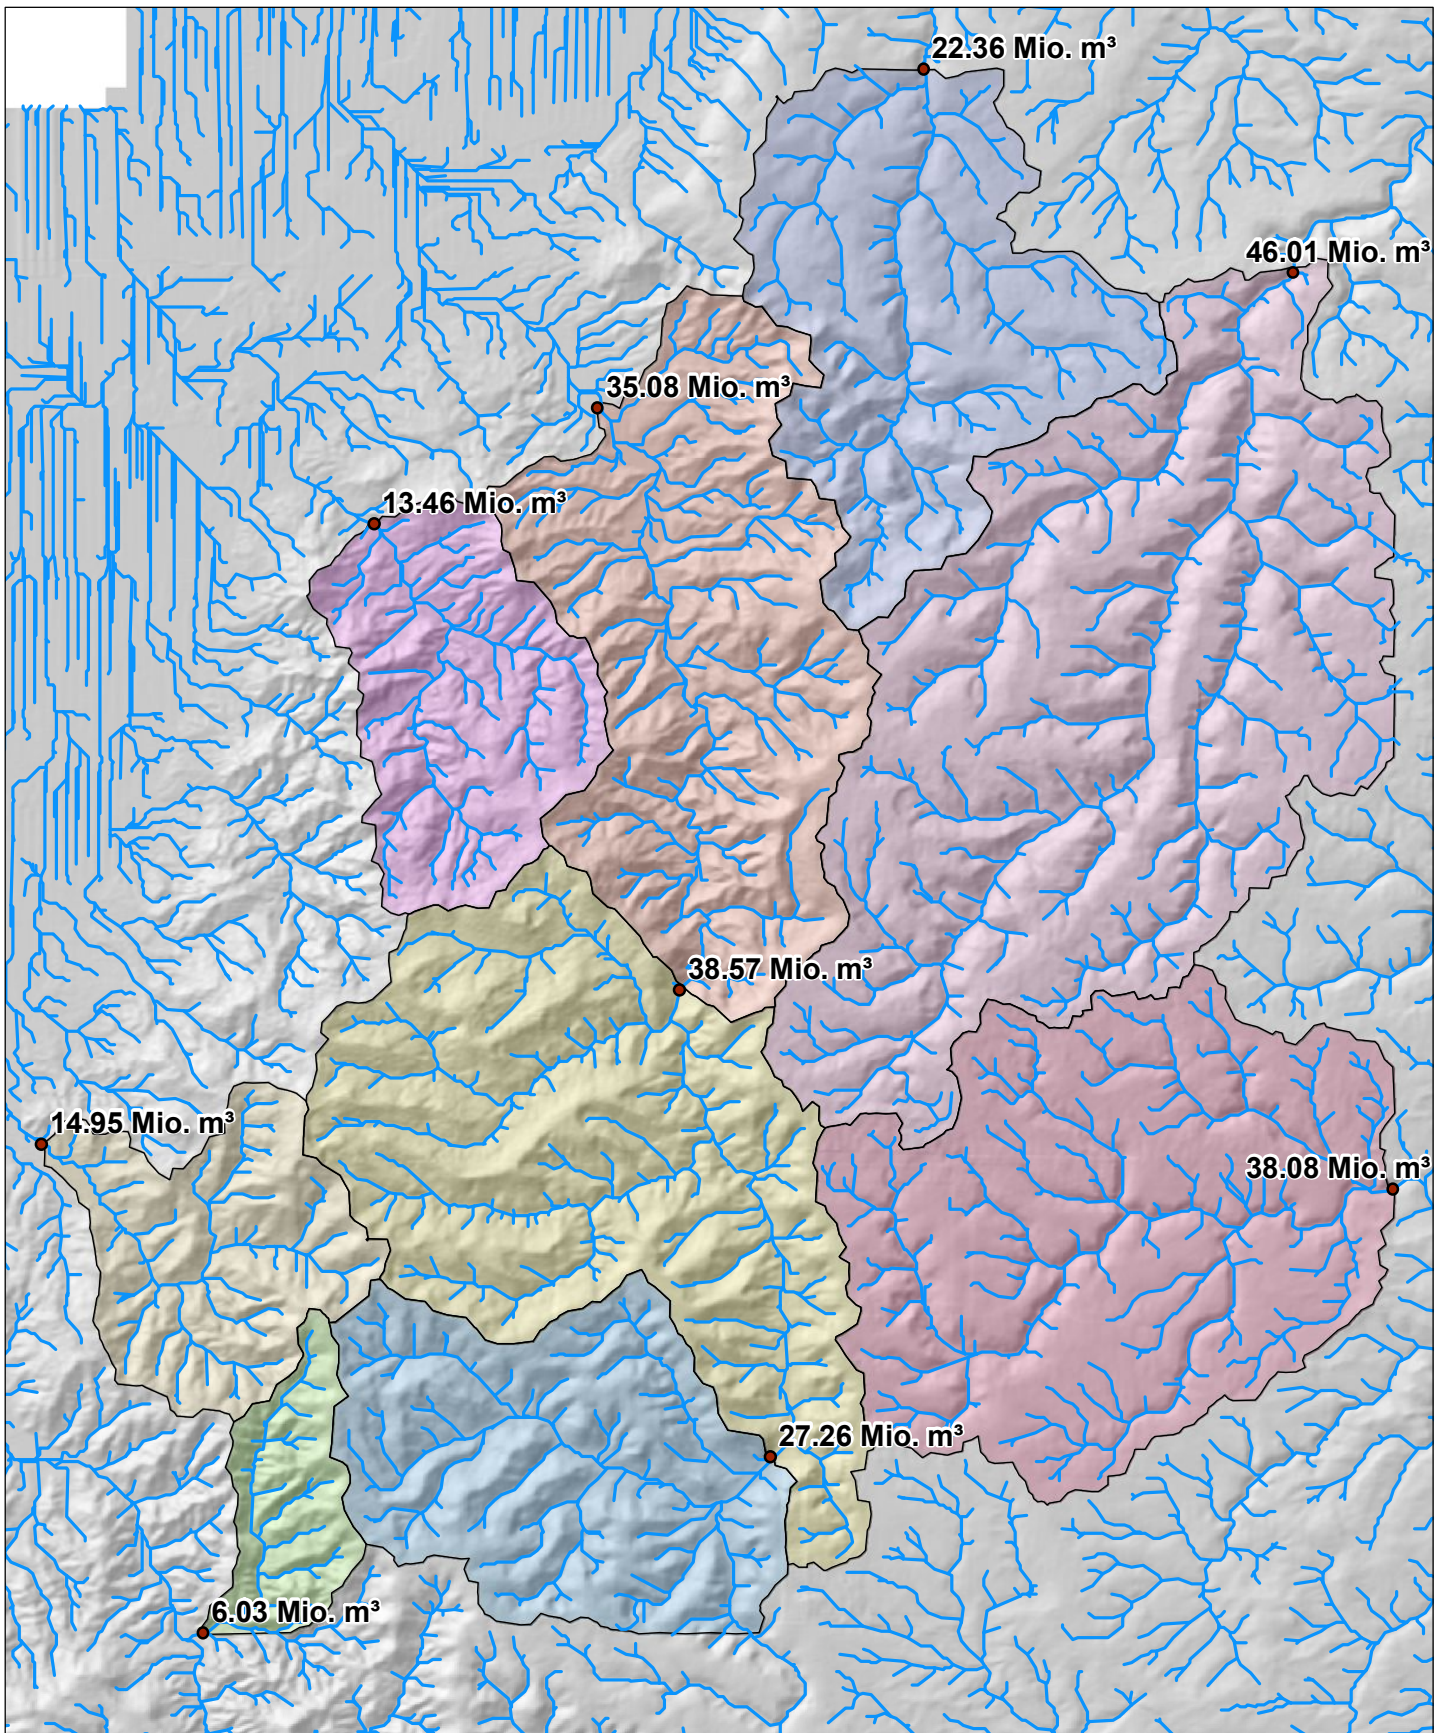 22.36 Mio. m³
46.01 Mio. m³
35.08 Mio. m³
13.46 Mio. m³
38.57 Mio. m³
14.95 Mio. m³
38.08 Mio. m³
27.26 Mio. m³
6.03 Mio. m³